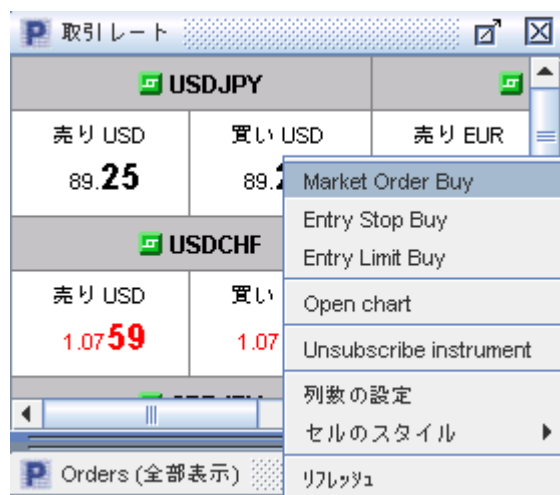 取引レート
USDJPY
売り USD
買い USD
売り EUR
89.25
89.
Market Order Buy
Entry Stop Buy
USDCHF
Entry Limit Buy
売り USD
買い
Open chart
1.0759
1.07
Unsubscribe instrument
列数の設定
セルのスタイル
Orders (全部表示)
リフレッシュ